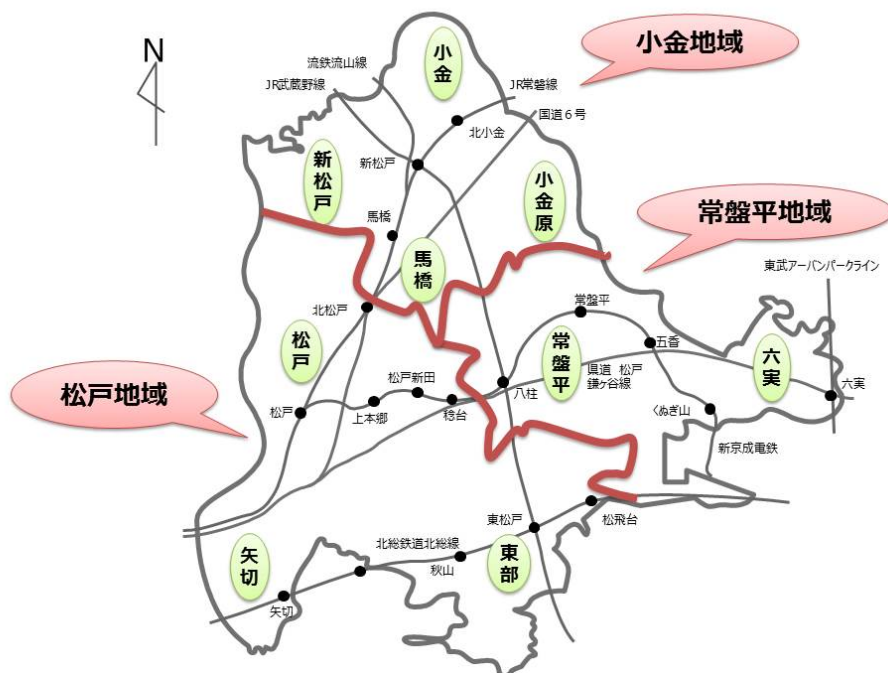 N
小金地域
小金
流鉄流山線
JR武蔵野線
JR常磐線
国道6号
北小金
新松戸
新松戸
小金原
常盤平地域
馬橋
馬橋
東武アーバンパークライン
北松戸
常盤平
松戸
常盤平
五香
六実
松戸地域
松戸新田
県道 松戸
鎌ヶ谷線
八柱
六実
松戸
上本郷
稔台
くぬぎ山
新京成電鉄
東松戸
松飛台
矢切
北総鉄道北総線
秋山
東部
矢切